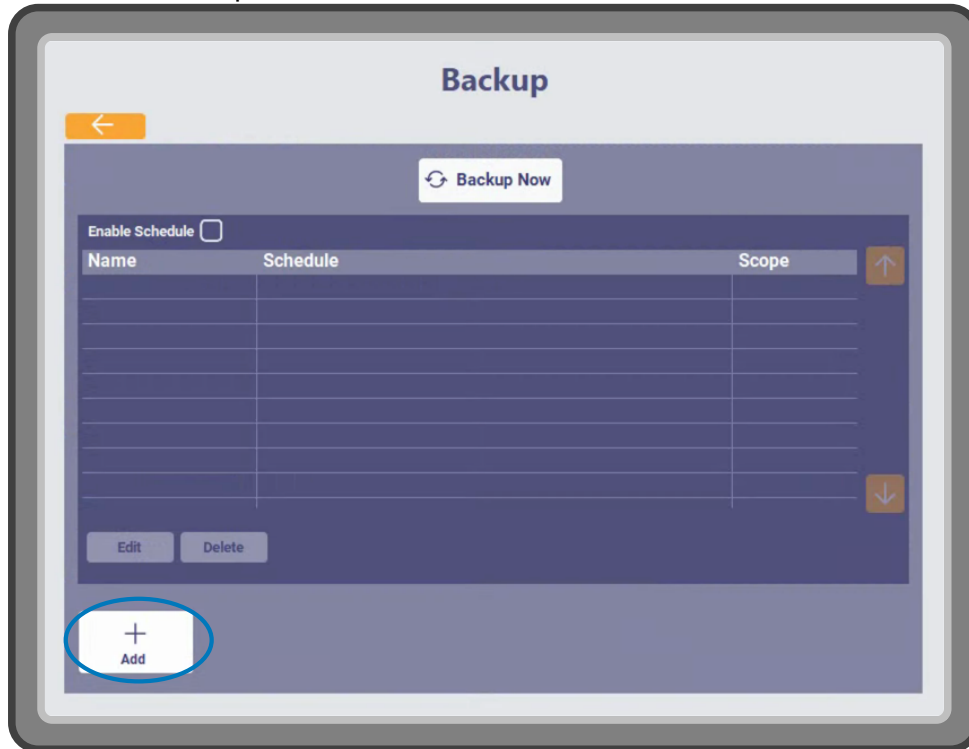 Backup
Backup Now
Enable Schedule
Name Schedule Scope
Edit Delete
Add